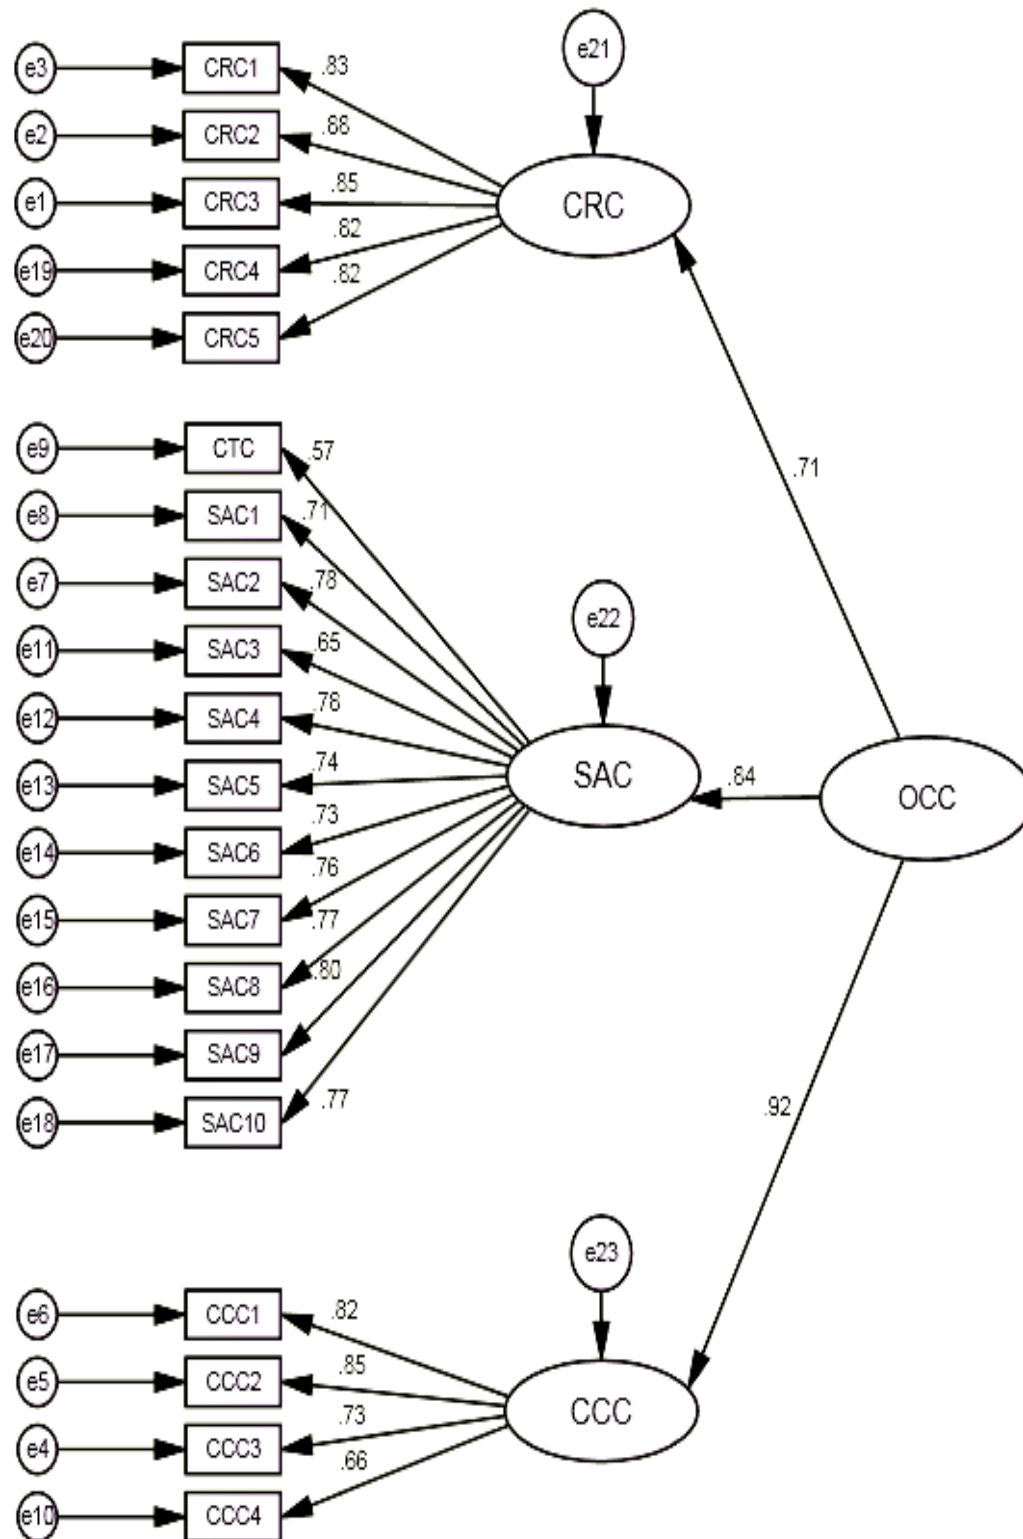 e21
e3 CRC1 .83
e2 CRC2 .88
CRC
e1 CRC3 .85
e19 CRC4 .82
e20 CRC5 .82
e9 CTC .57
.71
e8 SAC1 .71
e7 SAC2 .78
e22
e11 SAC3 .65
e12 SAC4 .78
SAC
.84
OCC
e13 SAC5 .74
e14 SAC6 .73
e15 SAC7 .76
e16 SAC8 .77
e17 SAC9 .80
e18 SAC10 .77
.92
e23
e6 CCC1 .82
e5 CCC2 .85
CCC
e4 CCC3 .73
e10 CCC4 .66